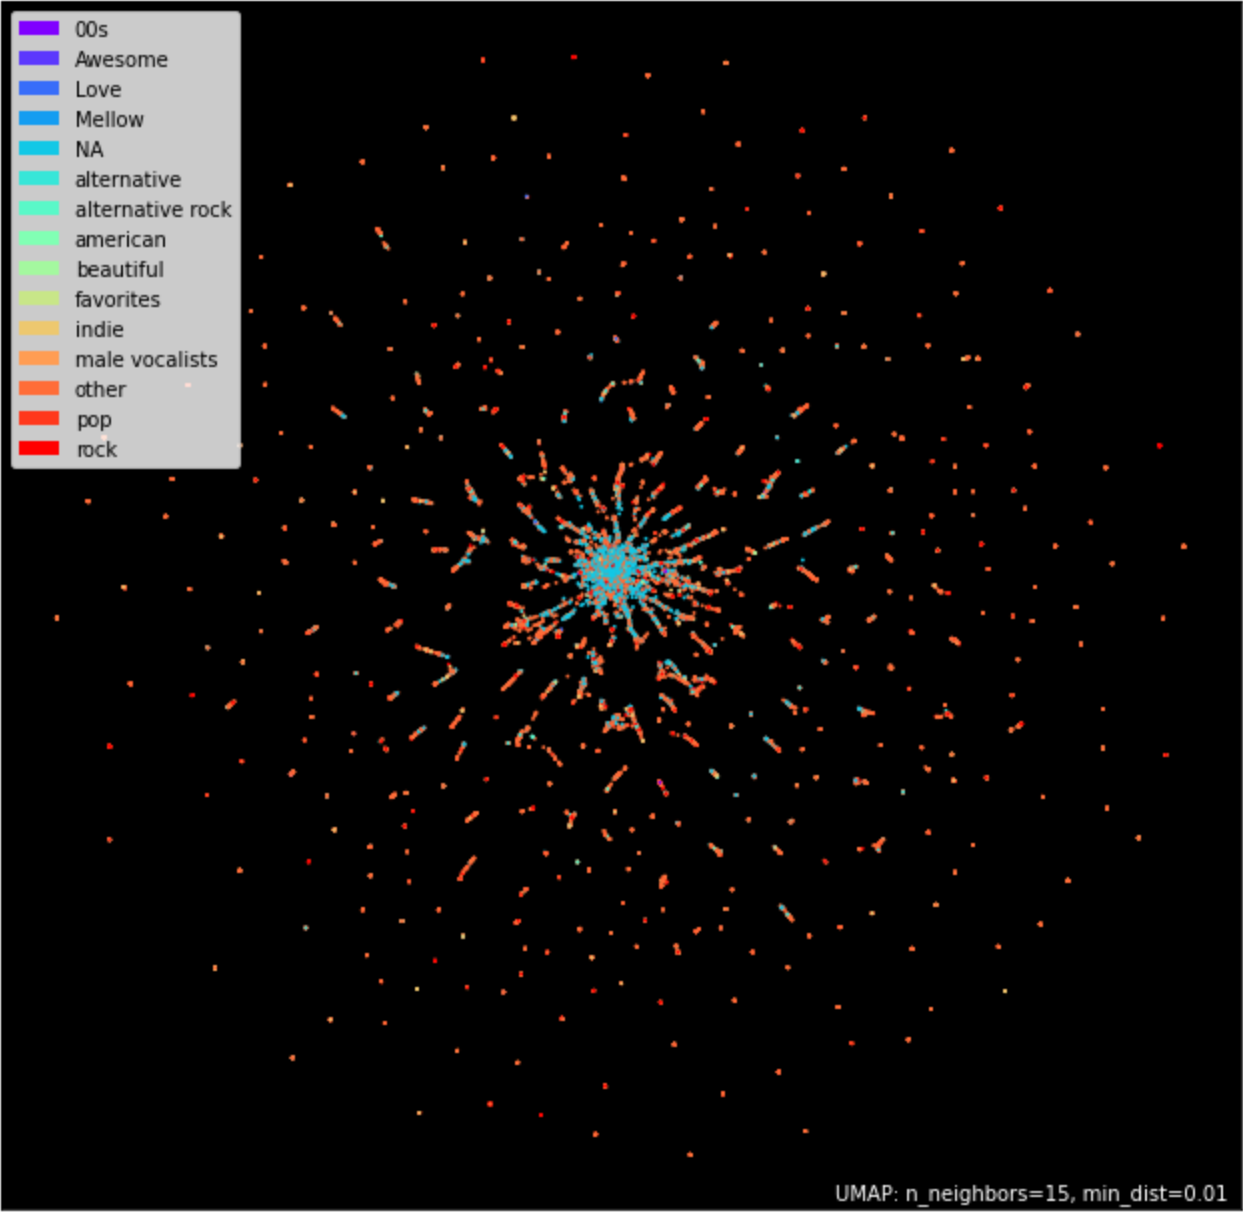 00s
Awesome
Love
Mellow
NA
alternative
alternative rock
american
beautiful
favorites
indie
male vocalists
other
pop
rock
UMAP: n_neighbors=15, min_dist=0.01